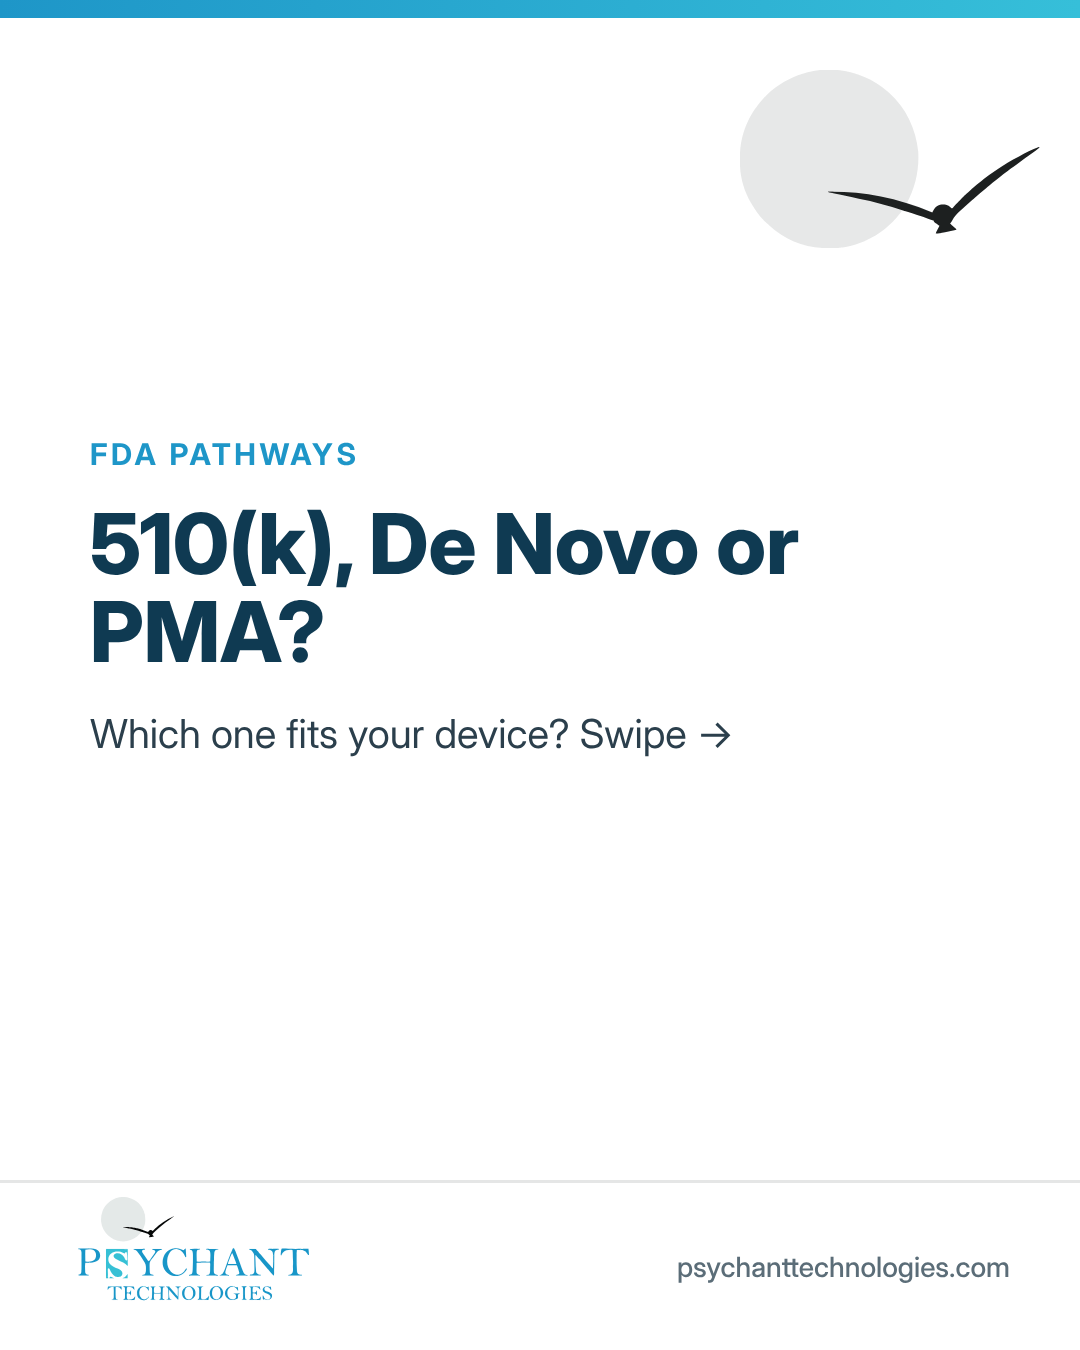 FDA PATHWAYS
510(k), De Novo or
PMA?
Which one fits your device? Swipe →
PSYCHANT
TECHNOLOGIES
psychanttechnologies.com